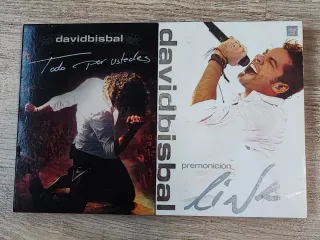 davidbisbal
Todo por ustedes
davidbisbal
premonición
live